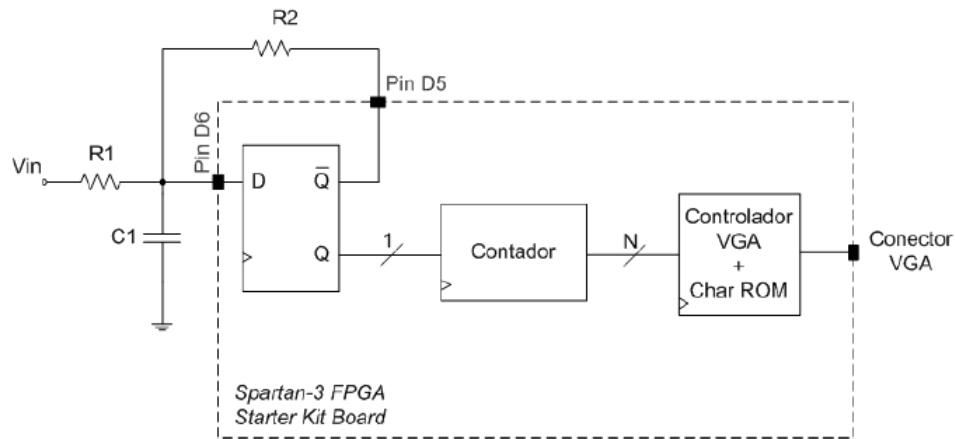 R2
Pin D5
Pin D6
R1
Vin
D
Q̅
C1
Q
1
Contador
N
Controlador
VGA
+
Char ROM
Conector
VGA
Spartan-3 FPGA
Starter Kit Board